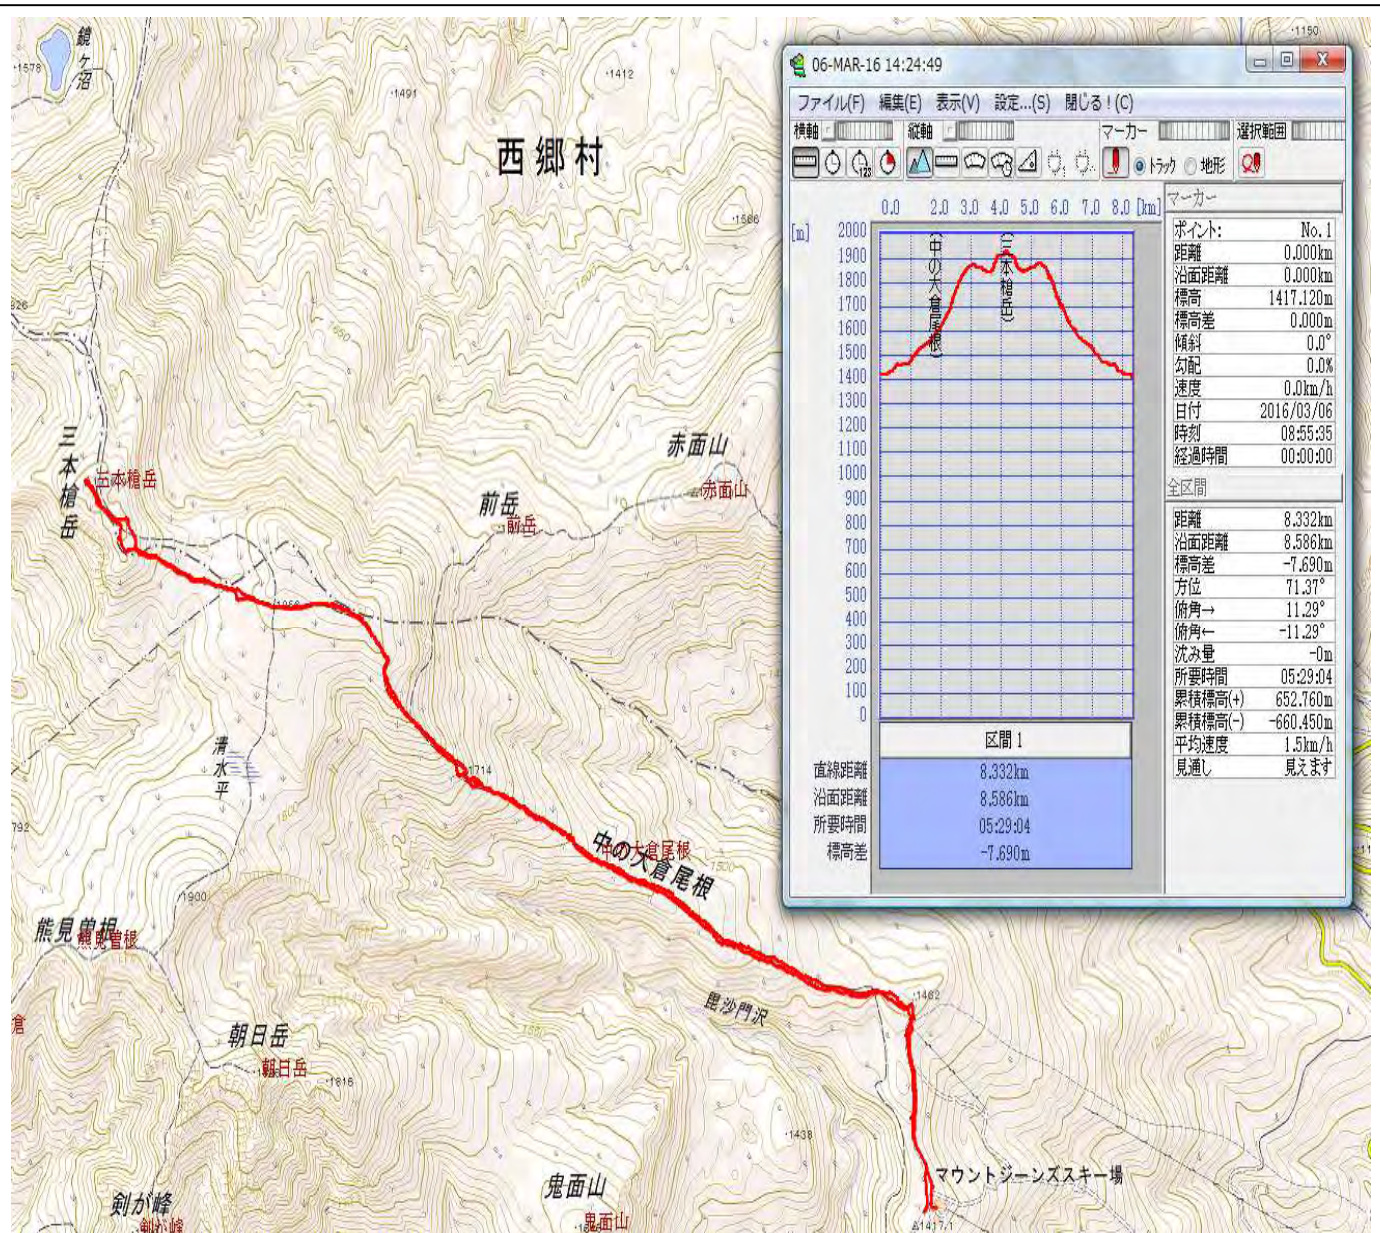 鏡ヶ沼
·1578
·1412
·1491
·1150
西郷村
·1566
1600
1650
326
三本槍岳
三本槍岳
赤面山
赤面山
前岳
前岳
清水平
1714
1800
792
中の大倉尾根
1500
1900
熊見曽根
熊見曽根
倉
朝日岳
朝日岳
·1816
毘沙門沢
·1462
·1438
マウントジーンズスキー場
鬼面山
鬼面山
剣が峰
剣が峰
△1417.1
06-MAR-16 14:24:49
ファイル(F) 編集(E) 表示(V) 設定...(S) 閉じる!(C)
横軸 縦軸 マーカー 選択範囲
123 トラック 地形
0.0 2.0 3.0 4.0 5.0 6.0 7.0 8.0 [km]
[m] 2000
1900
1800
1700
1600
1500
1400
1300
1200
1100
1000
900
800
700
600
500
400
300
200
100
0
(中の大倉尾根)
(三本槍岳)
区間 1
直線距離 8.332km
沿面距離 8.586km
所要時間 05:29:04
標高差 -7.690m
マーカー
ポイント: No.1
距離 0.000km
沿面距離 0.000km
標高 1417.120m
標高差 0.000m
傾斜 0.0°
勾配 0.0%
速度 0.0km/h
日付 2016/03/06
時刻 08:55:35
経過時間 00:00:00
全区間
距離 8.332km
沿面距離 8.586km
標高差 -7.690m
方位 71.37°
俯角→ 11.29°
俯角← -11.29°
沈み量 -0m
所要時間 05:29:04
累積標高(+) 652.760m
累積標高(-) -660.450m
平均速度 1.5km/h
見通し 見えます